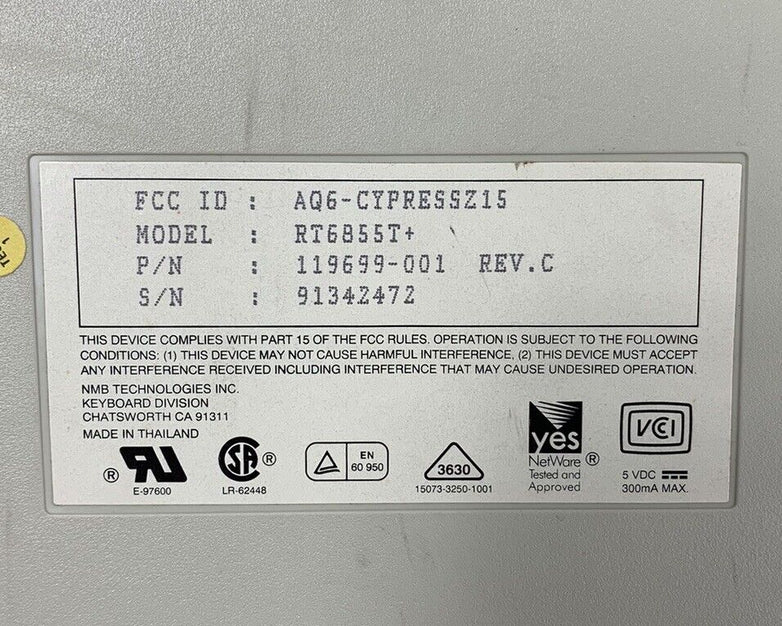 FCC ID : AQ6-CYPRESSZ15
MODEL : RT6855T+
P/N : 119699-001 REV.C
S/N : 91342472
THIS DEVICE COMPLIES WITH PART 15 OF THE FCC RULES. OPERATION IS SUBJECT TO THE FOLLOWING
CONDITIONS: (1) THIS DEVICE MAY NOT CAUSE HARMFUL INTERFERENCE, (2) THIS DEVICE MUST ACCEPT
ANY INTERFERENCE RECEIVED INCLUDING INTERFERENCE THAT MAY CAUSE UNDESIRED OPERATION.
NMB TECHNOLOGIES INC.
KEYBOARD DIVISION
CHATSWORTH CA 91311
MADE IN THAILAND
® RU
E-97600
SA ®
LR-62448
EN
60 950
3630
15073-3250-1001
yes
NetWare ®
Tested and
Approved
VCCI
5 VDC
300mA MAX.